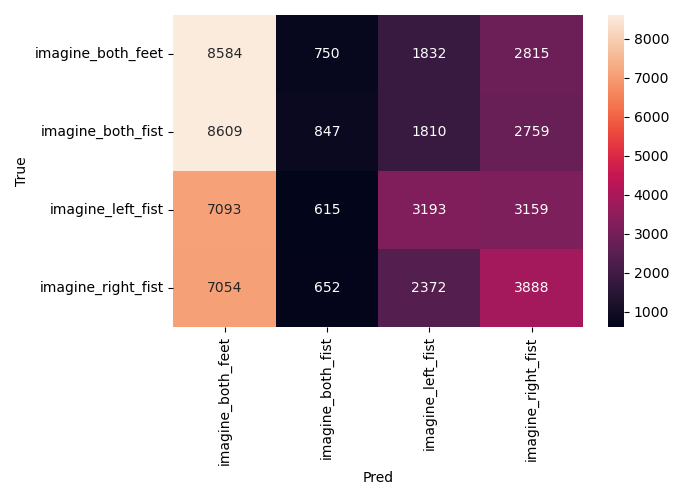 imagine_both_feet 8584 750 1832 2815
imagine_both_fist 8609 847 1810 2759
imagine_left_fist 7093 615 3193 3159
imagine_right_fist 7054 652 2372 3888
True
imagine_both_feet
imagine_both_fist
imagine_left_fist
imagine_right_fist
Pred
8000
7000
6000
5000
4000
3000
2000
1000